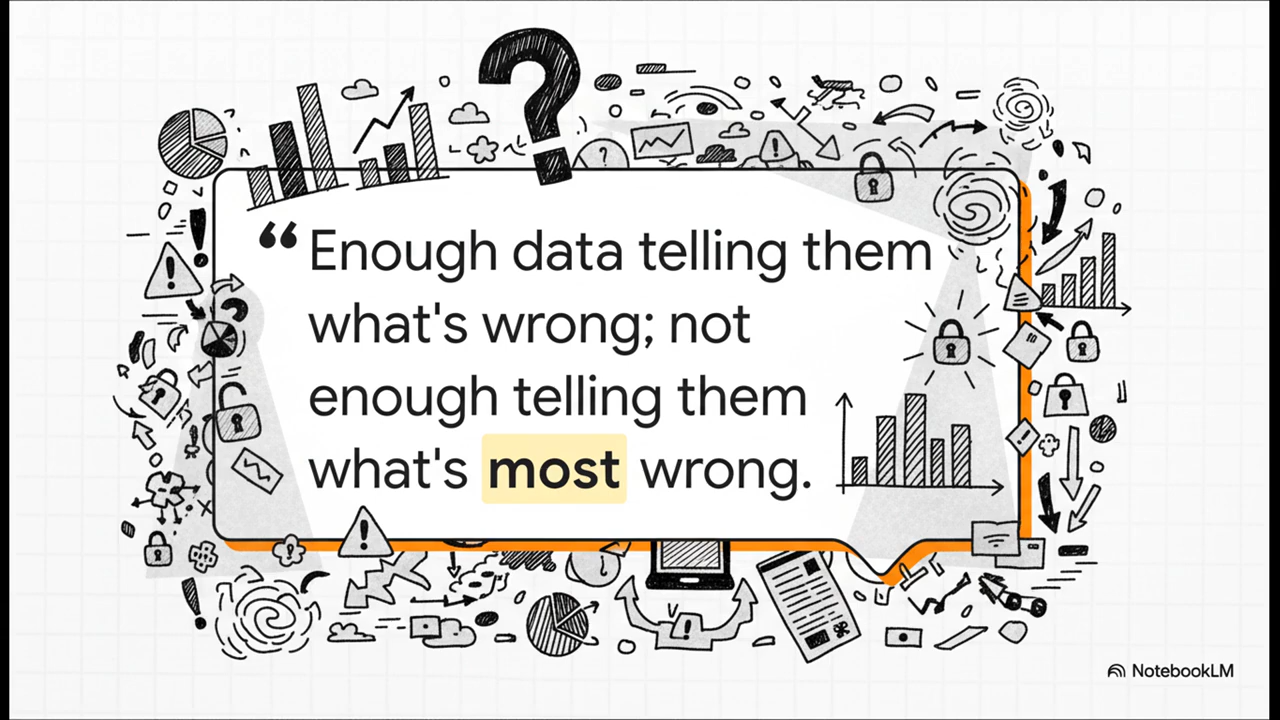 “Enough data telling them
what's wrong; not
enough telling them
what's most wrong.
NotebookLM